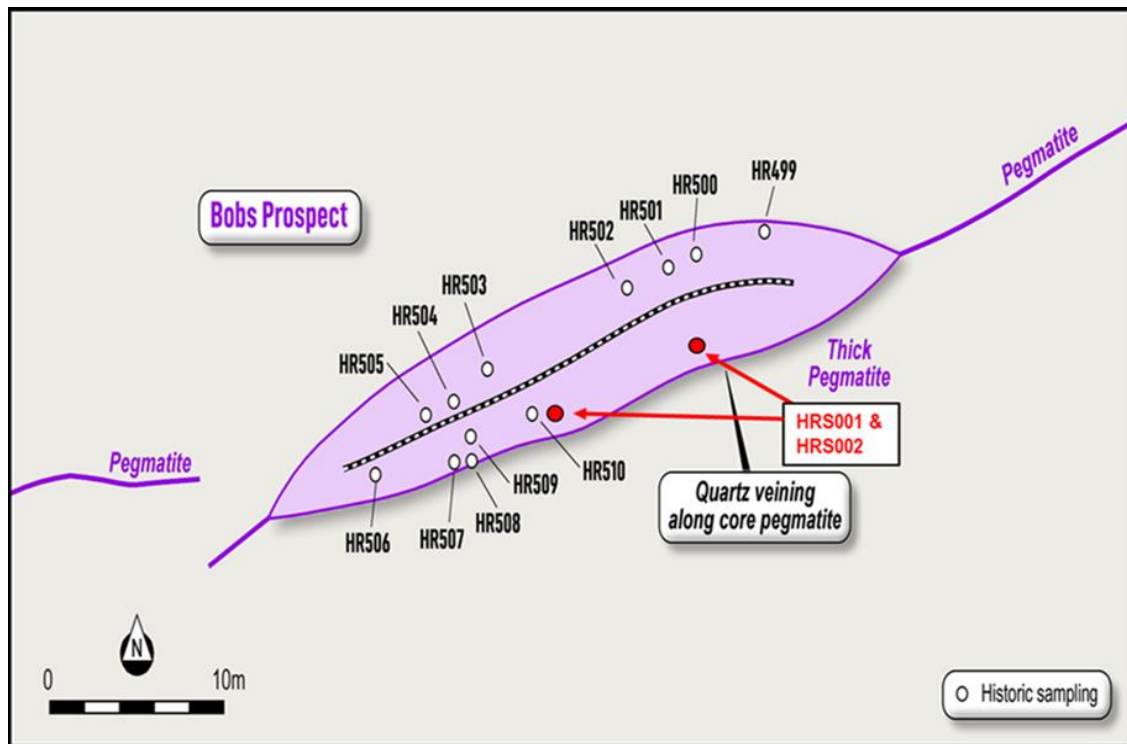 Bobs Prospect
Pegmatite
HR499
HR500
HR501
HR502
HR503
HR504
HR505
Thick
Pegmatite
HRS001 &
HRS002
Pegmatite
HR510
HR509
HR508
HR507
HR506
Quartz veining
along core pegmatite
N
0 10m
Historic sampling